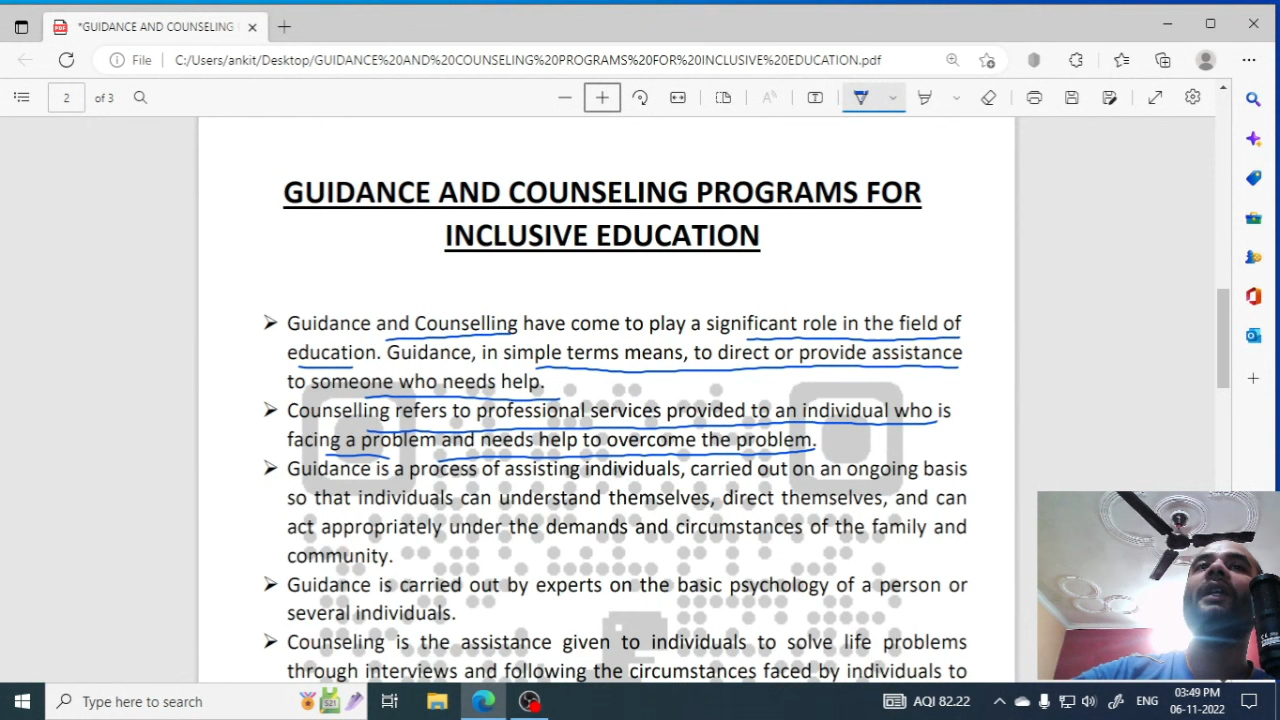 *GUIDANCE AND COUNSELING
File
C:/Users/ankit/Desktop/GUIDANCE%20AND%20COUNSELING%20PROGRAMS%20FOR%20INCLUSIVE%20EDUCATION.pdf
2 of 3
GUIDANCE AND COUNSELING PROGRAMS FOR
INCLUSIVE EDUCATION
➢ Guidance and Counselling have come to play a significant role in the field of
education. Guidance, in simple terms means, to direct or provide assistance
to someone who needs help.
➢ Counselling refers to professional services provided to an individual who is
facing a problem and needs help to overcome the problem.
➢ Guidance is a process of assisting individuals, carried out on an ongoing basis
so that individuals can understand themselves, direct themselves, and can
act appropriately under the demands and circumstances of the family and
community.
➢ Guidance is carried out by experts on the basic psychology of a person or
several individuals.
➢ Counseling is the assistance given to individuals to solve life problems
through interviews and following the circumstances faced by individuals to
Type here to search
AQI 82.22
ENG
03:49 PM
06-11-2022